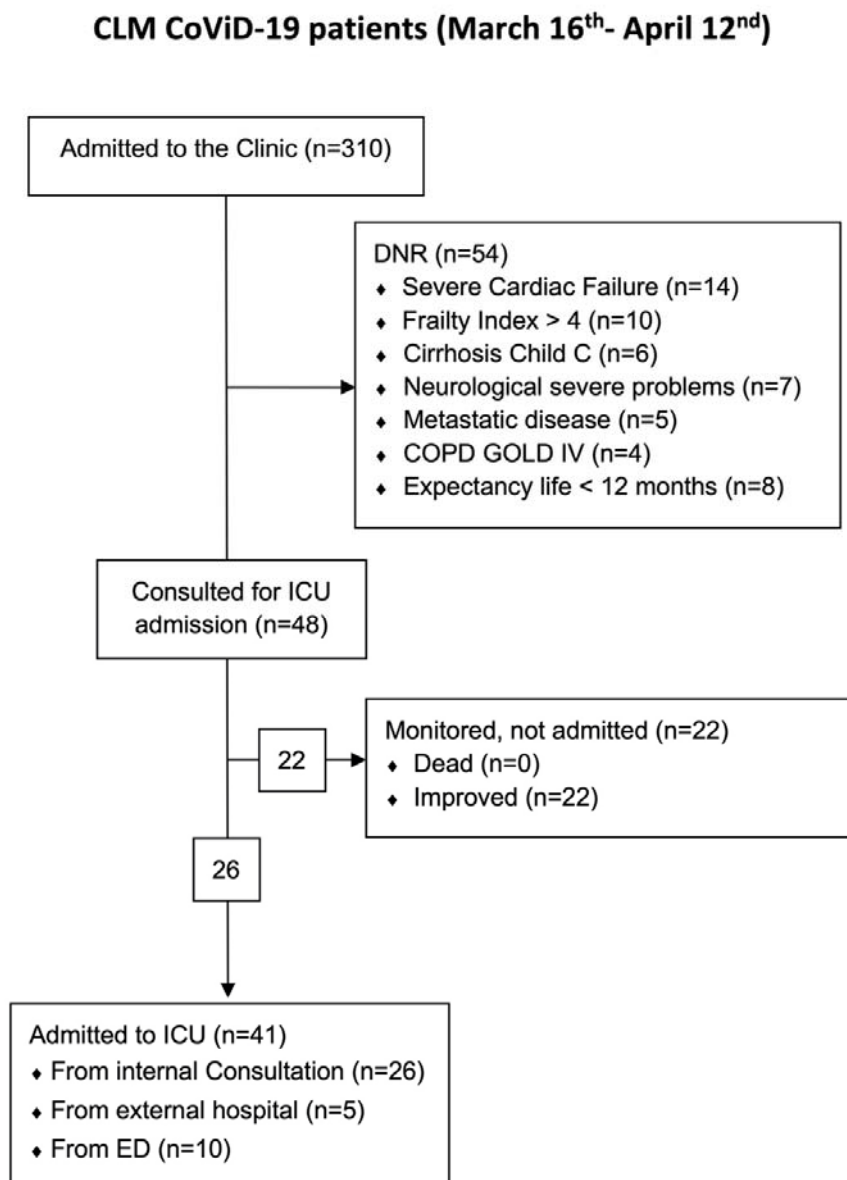 CLM CoViD-19 patients (March 16th- April 12nd)
Admitted to the Clinic (n=310)
DNR (n=54)
♦ Severe Cardiac Failure (n=14)
♦ Frailty Index > 4 (n=10)
♦ Cirrhosis Child C (n=6)
♦ Neurological severe problems (n=7)
♦ Metastatic disease (n=5)
♦ COPD GOLD IV (n=4)
♦ Expectancy life < 12 months (n=8)
Consulted for ICU
admission (n=48)
Monitored, not admitted (n=22)
♦ Dead (n=0)
♦ Improved (n=22)
22
26
Admitted to ICU (n=41)
♦ From internal Consultation (n=26)
♦ From external hospital (n=5)
♦ From ED (n=10)